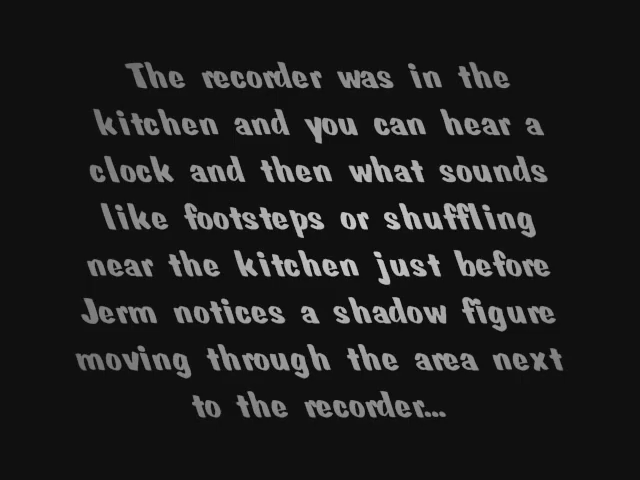 The recorder was in the
kitchen and you can hear a
clock and then what sounds
like footsteps or shuffling
near the kitchen just before
Jerm notices a shadow figure
moving through the area next
to the recorder...